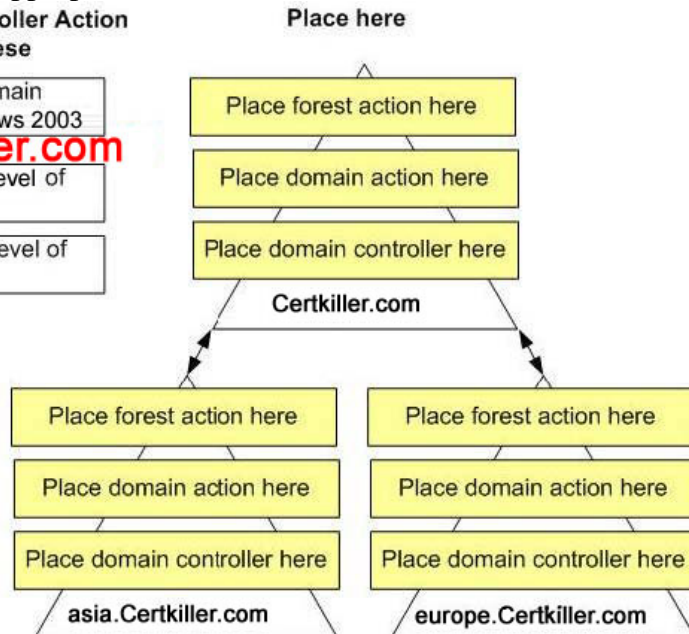 oller Action
ese
Place here
main
ws 2003
er.com
evel of
evel of
Place forest action here
Place domain action here
Place domain controller here
Certkiller.com
Place forest action here
Place domain action here
Place domain controller here
asia.Certkiller.com
Place forest action here
Place domain action here
Place domain controller here
europe.Certkiller.com